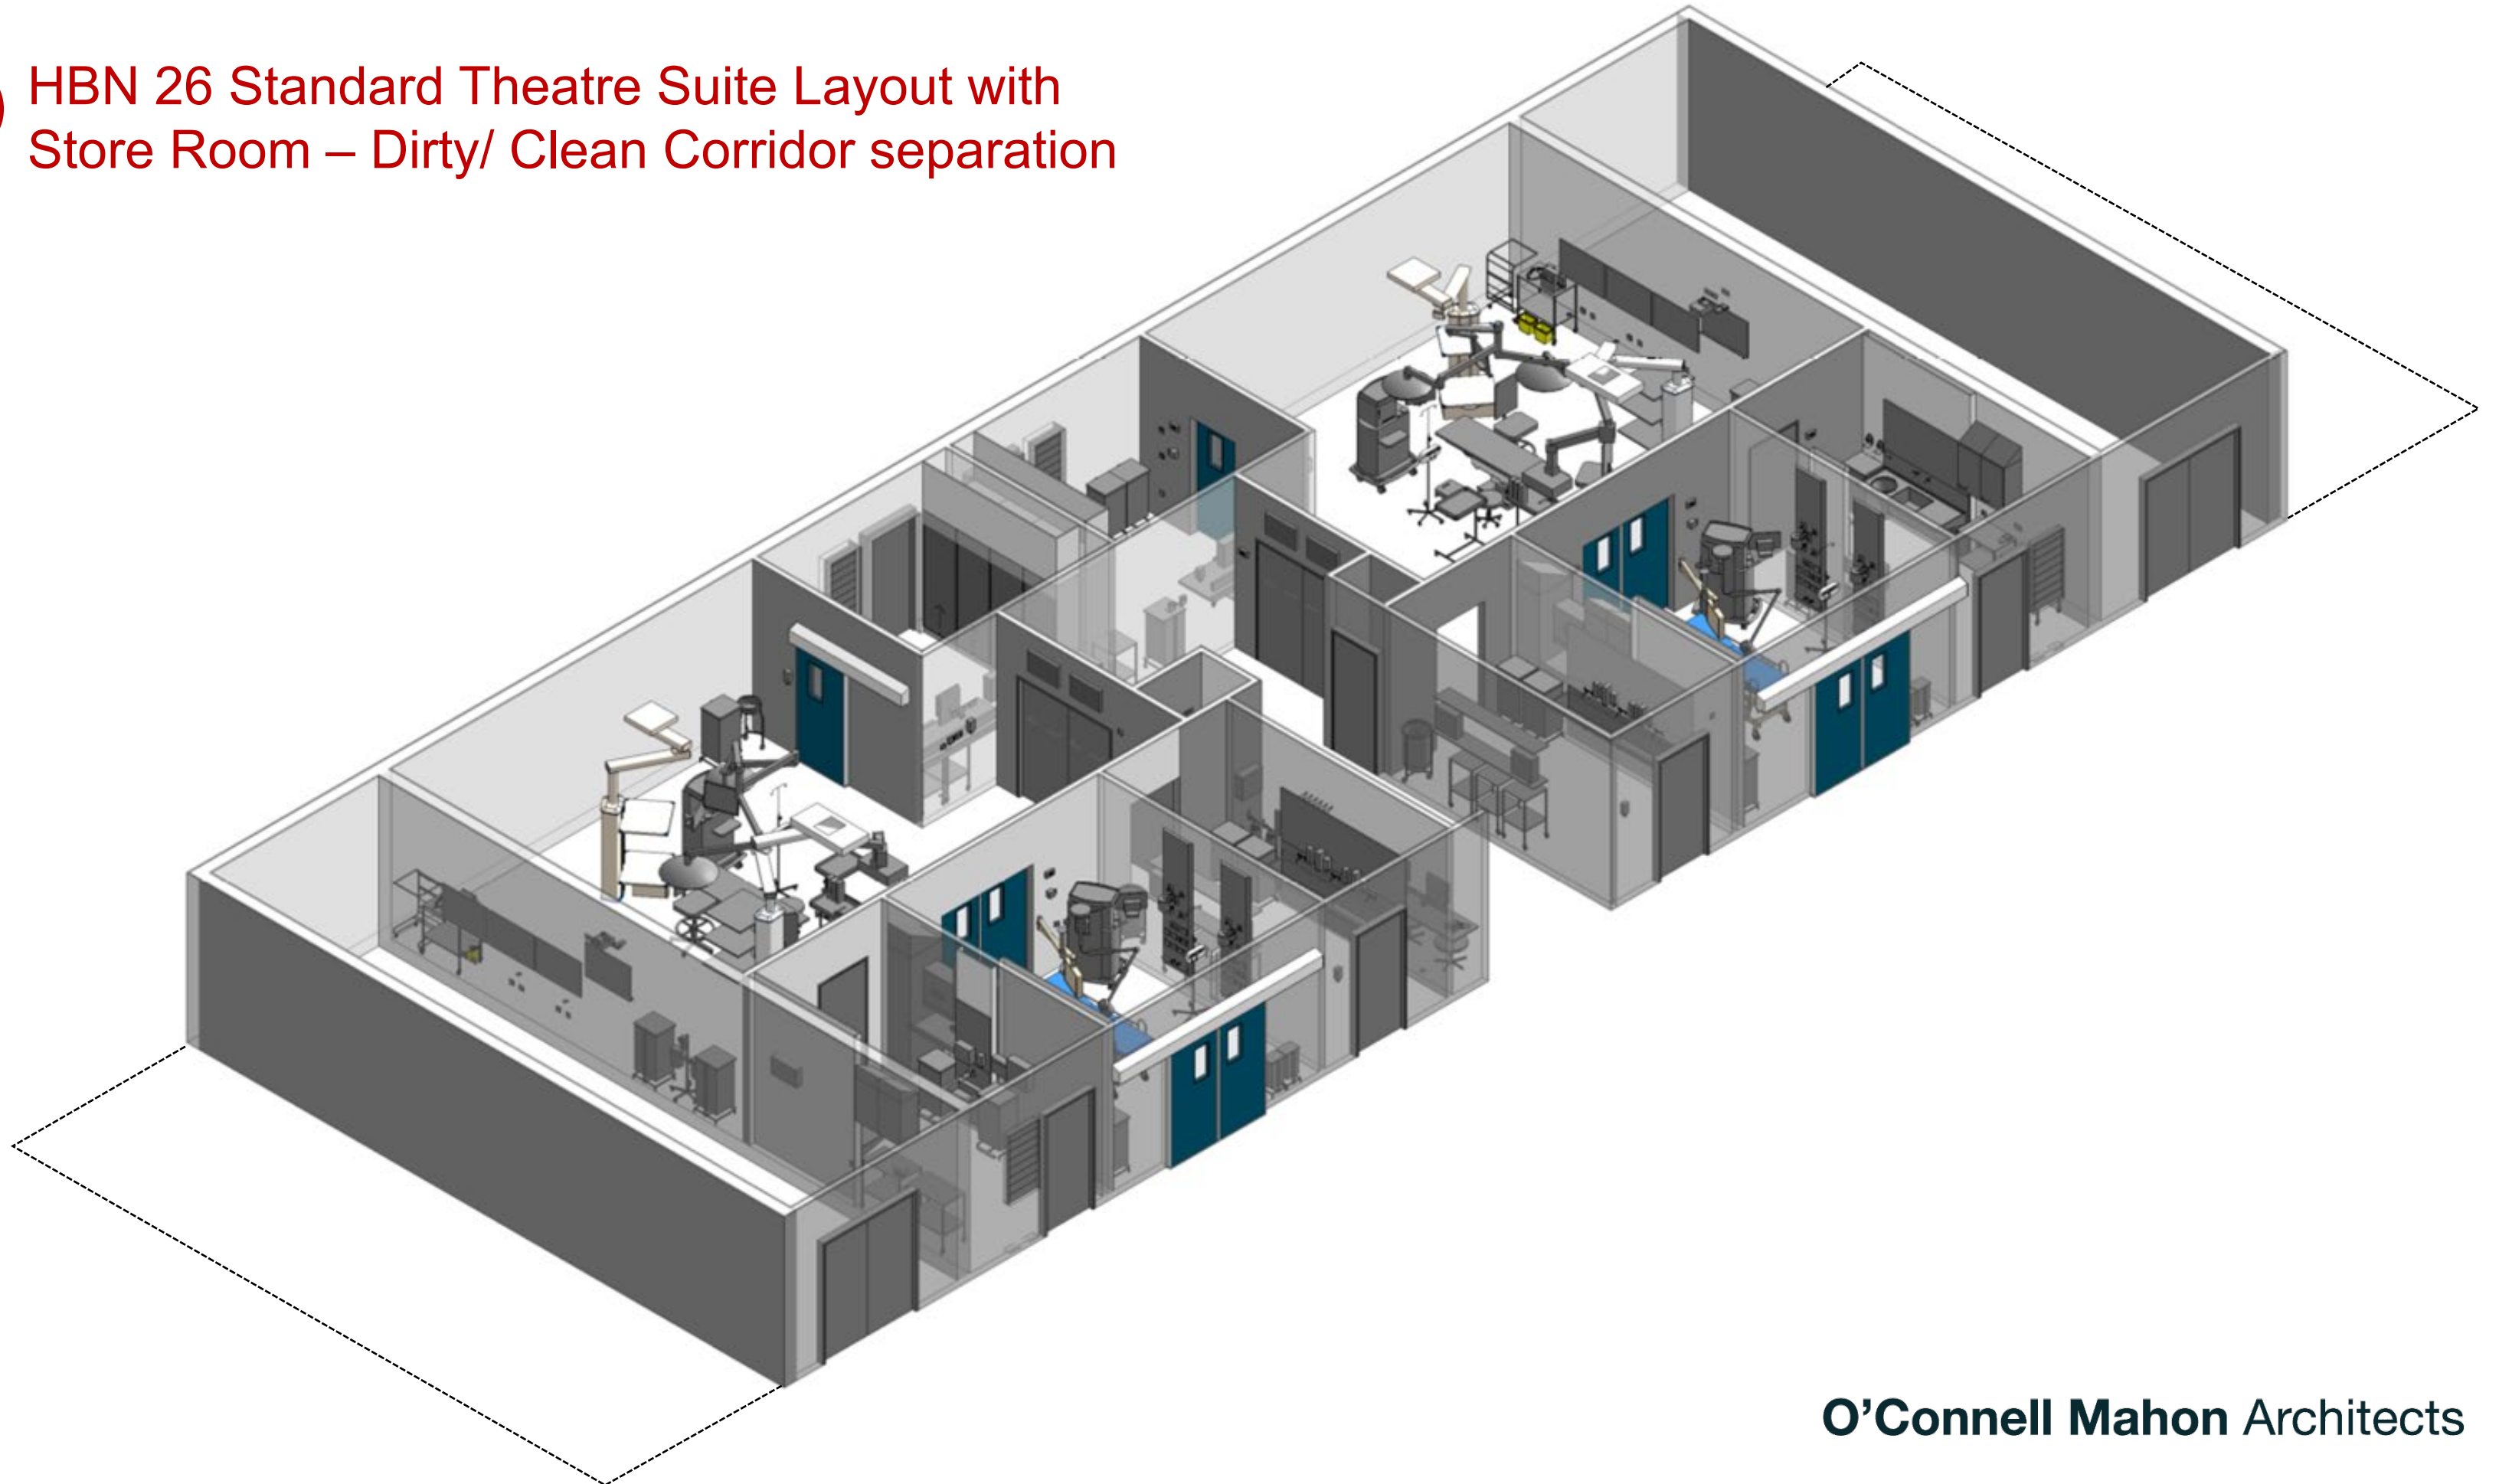 HBN 26 Standard Theatre Suite Layout with
Store Room – Dirty/ Clean Corridor separation
O’Connell Mahon Architects